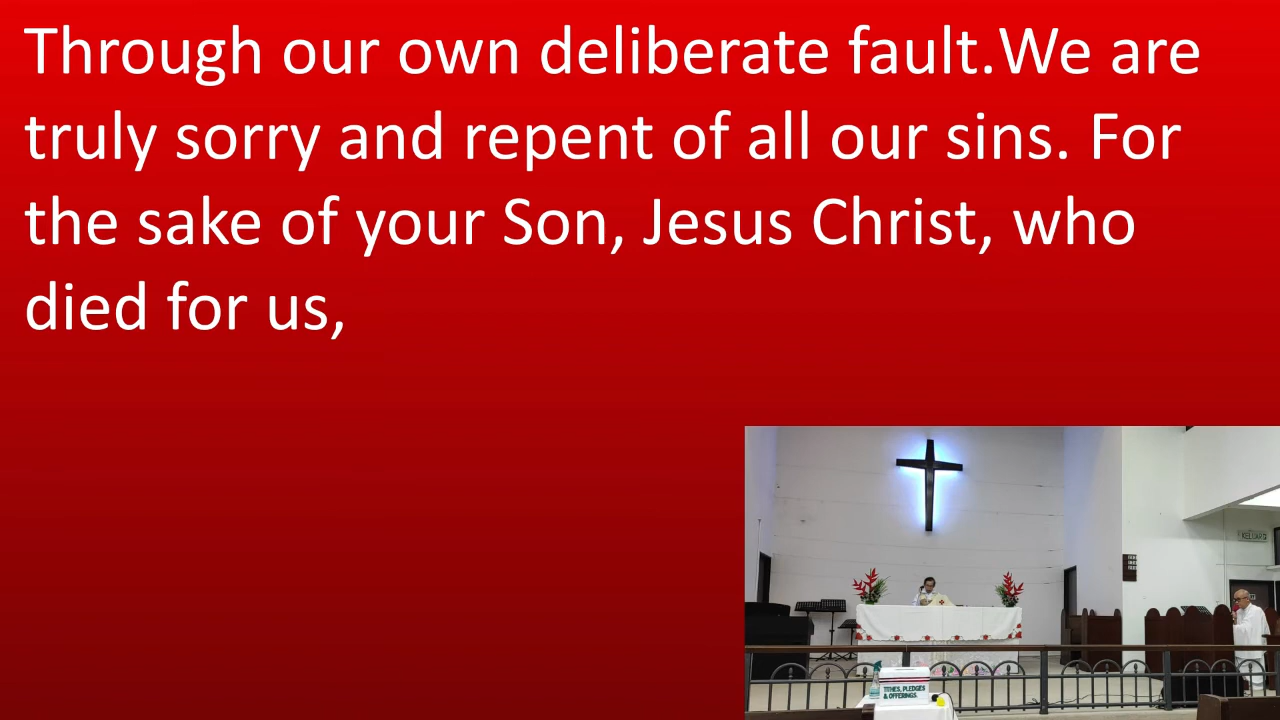 Through our own deliberate fault.We are
truly sorry and repent of all our sins. For
the sake of your Son, Jesus Christ, who
died for us,
KELUAR
TITHES, PLEDGES
& OFFERINGS.